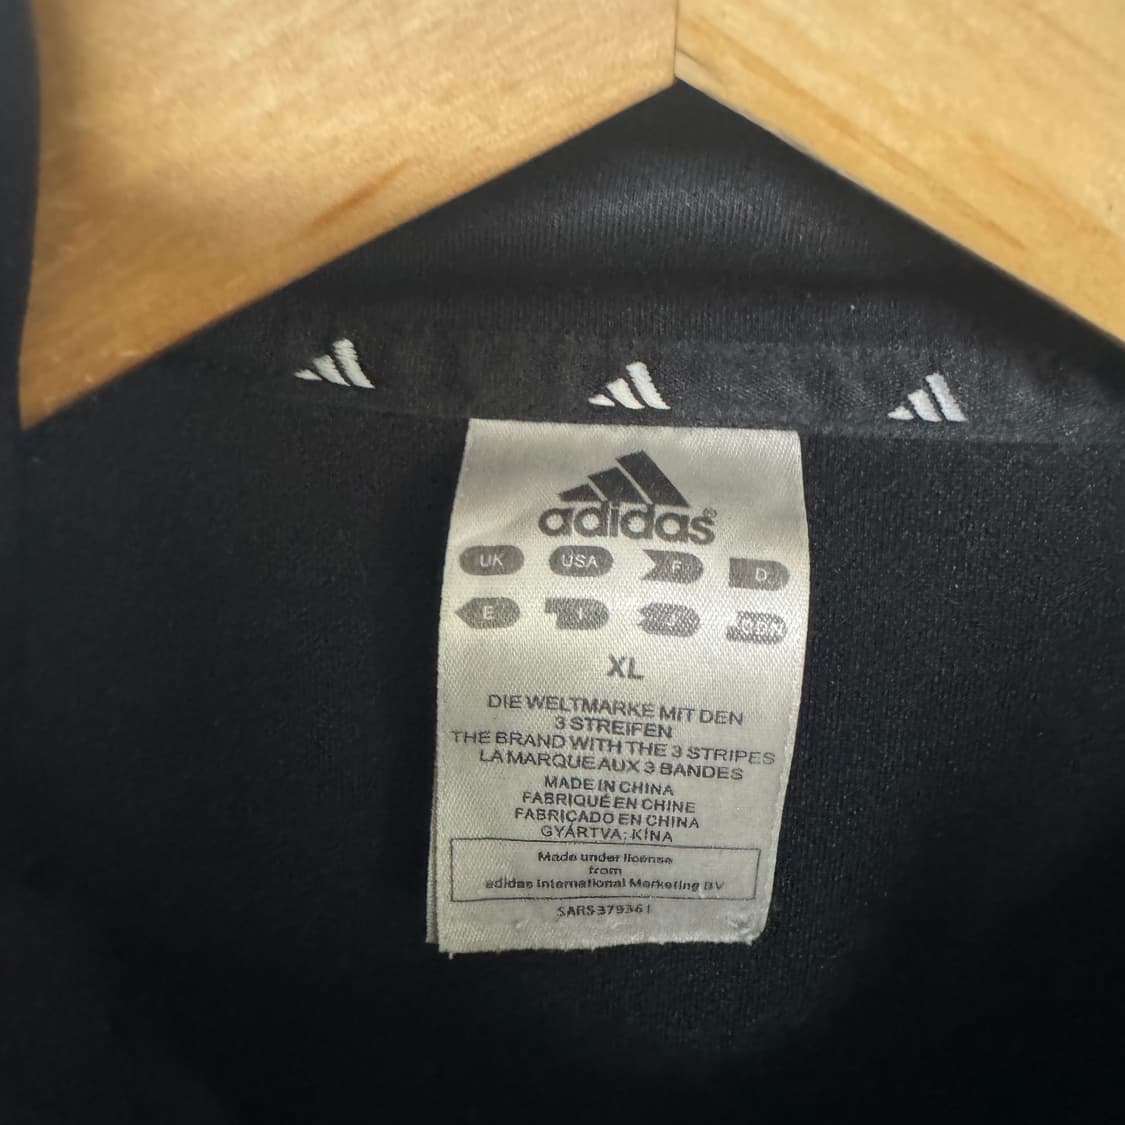 adidas®
UK USA F D
E I J
XL
DIE WELTMARKE MIT DEN
3 STREIFEN
THE BRAND WITH THE 3 STRIPES
LA MARQUE AUX 3 BANDES
MADE IN CHINA
FABRIQUÉ EN CHINE
FABRICADO EN CHINA
GYÁRTVA: KÍNA
Made under license
from
adidas International Marketing BV